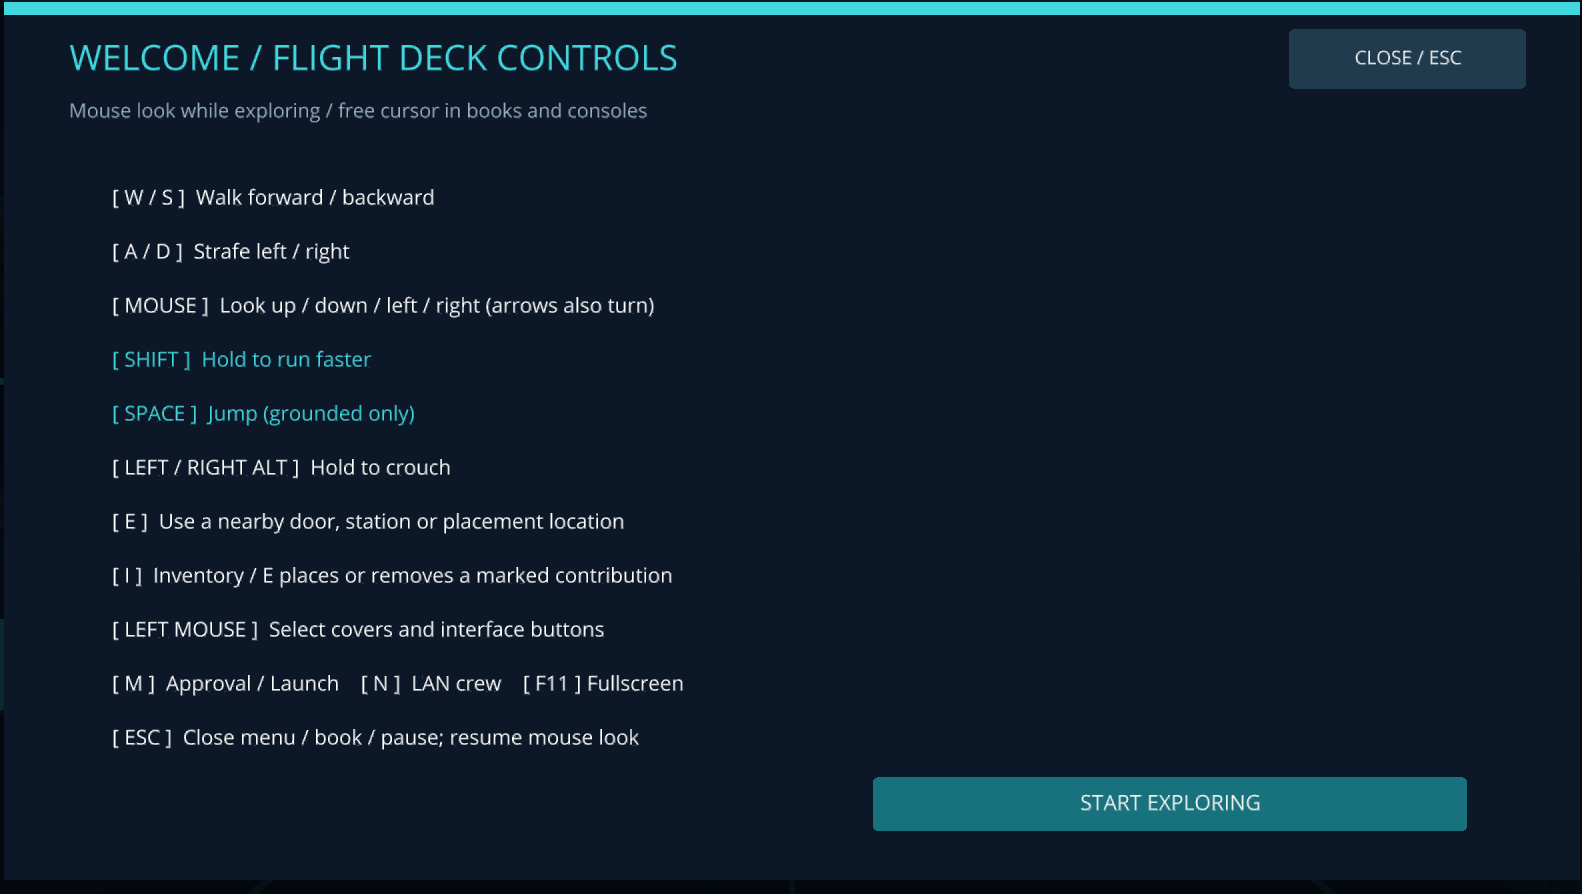 WELCOME / FLIGHT DECK CONTROLS
CLOSE / ESC
Mouse look while exploring / free cursor in books and consoles
[ W / S ] Walk forward / backward
[ A / D ] Strafe left / right
[ MOUSE ] Look up / down / left / right (arrows also turn)
[ SHIFT ] Hold to run faster
[ SPACE ] Jump (grounded only)
[ LEFT / RIGHT ALT ] Hold to crouch
[ E ] Use a nearby door, station or placement location
[ I ] Inventory / E places or removes a marked contribution
[ LEFT MOUSE ] Select covers and interface buttons
[ M ] Approval / Launch [ N ] LAN crew [ F11 ] Fullscreen
[ ESC ] Close menu / book / pause; resume mouse look
START EXPLORING